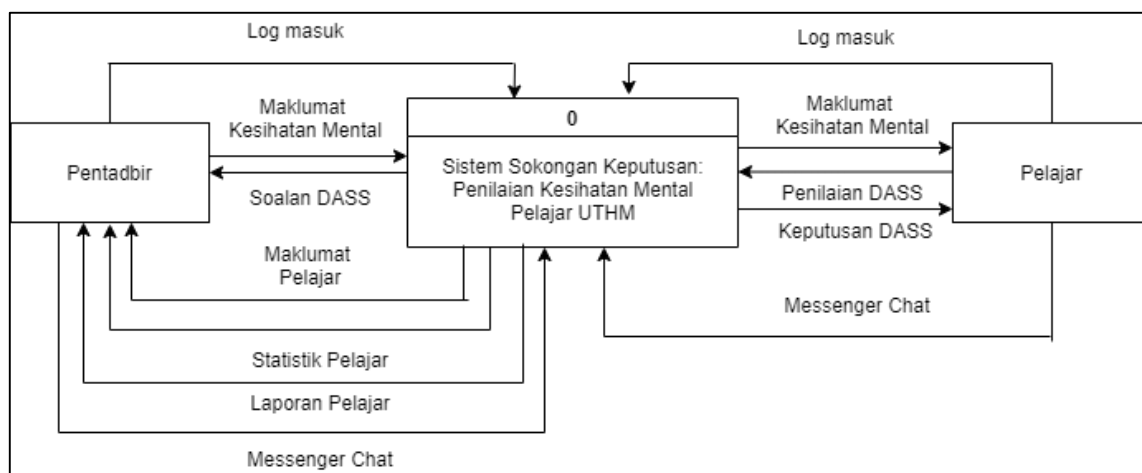 Log masuk
Log masuk
Maklumat
Kesihatan Mental
0
Maklumat
Kesihatan Mental
Pentadbir
Sistem Sokongan Keputusan:
Penilaian Kesihatan Mental
Pelajar UTHM
Pelajar
Soalan DASS
Penilaian DASS
Keputusan DASS
Maklumat
Pelajar
Messenger Chat
Statistik Pelajar
Laporan Pelajar
Messenger Chat